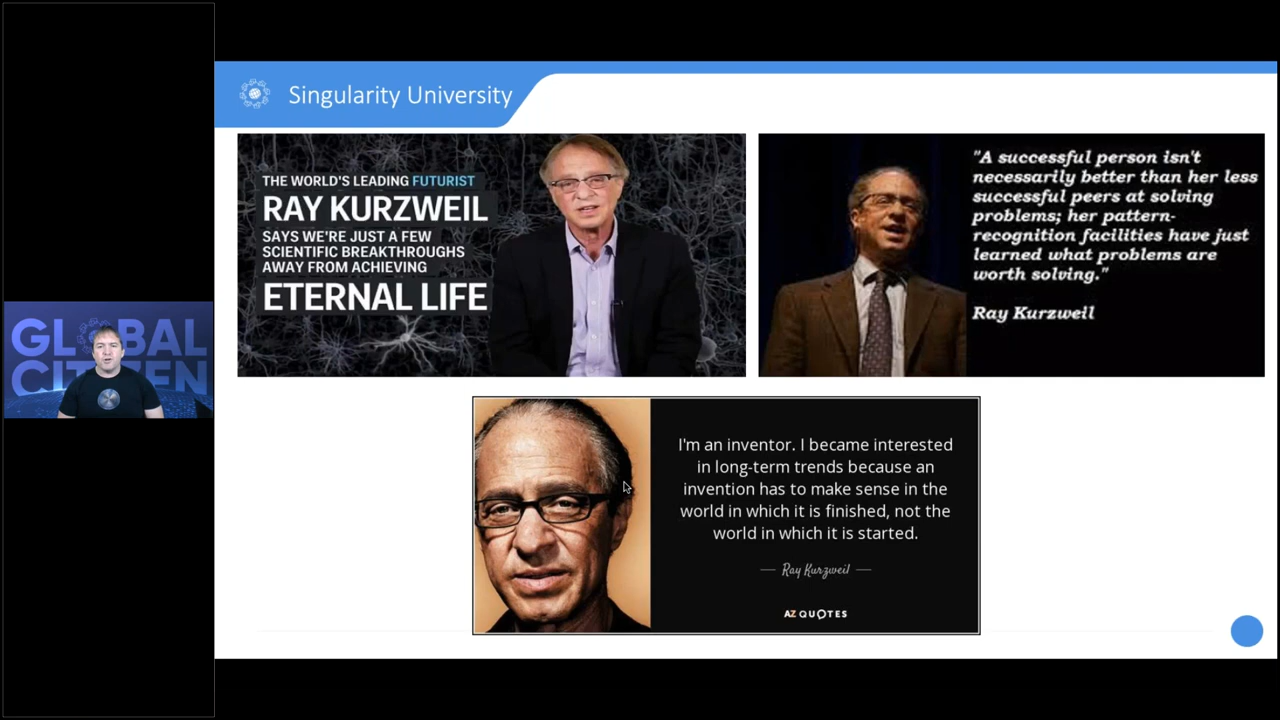 Singularity University
THE WORLD'S LEADING FUTURIST
RAY KURZWEIL
SAYS WE'RE JUST A FEW
SCIENTIFIC BREAKTHROUGHS
AWAY FROM ACHIEVING
ETERNAL LIFE
"A successful person isn't
necessarily better than her less
successful peers at solving
problems; her pattern-
recognition facilities have just
learned what problems are
worth solving."
Ray Kurzweil
GLOBAL
CITIZEN
I'm an inventor. I became interested
in long-term trends because an
invention has to make sense in the
world in which it is finished, not the
world in which it is started.
— Ray Kurzweil —
AZ QUOTES